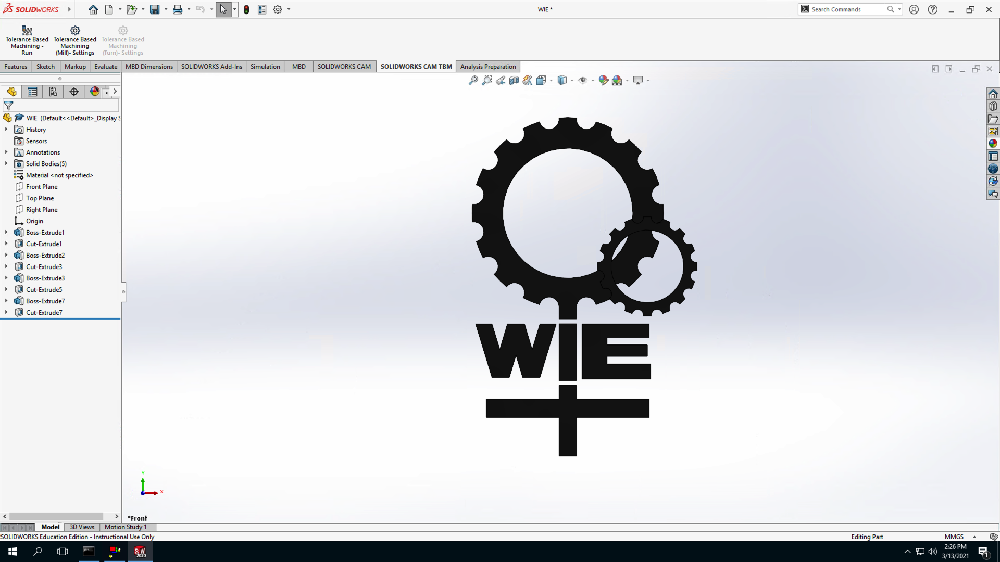 SOLIDWORKS
WIE *
Search Commands
Tolerance Based Machining - Run
Tolerance Based Machining (Mill)- Settings
Tolerance Based Machining (Turn)- Settings
Features
Sketch
Markup
Evaluate
MBD Dimensions
SOLIDWORKS Add-Ins
Simulation
MBD
SOLIDWORKS CAM
SOLIDWORKS CAM TBM
Analysis Preparation
WIE (Default<<Default>_Display S
History
Sensors
Annotations
Solid Bodies(5)
Material <not specified>
Front Plane
Top Plane
Right Plane
Origin
Boss-Extrude1
Cut-Extrude1
Boss-Extrude2
Cut-Extrude3
Boss-Extrude3
Cut-Extrude5
Boss-Extrude7
Cut-Extrude7
WIE
Y
X
*Front
Model
3D Views
Motion Study 1
SOLIDWORKS Education Edition - Instructional Use Only
Editing Part
MMGS
SW
2020
2:26 PM
3/13/2021
1